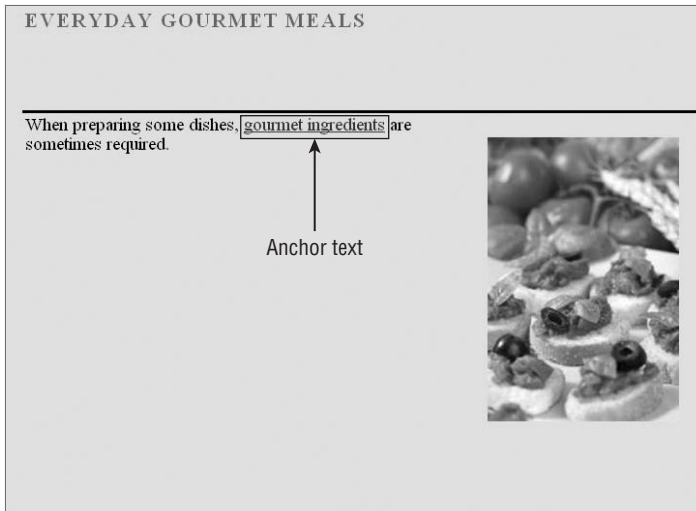 EVERYDAY GOURMET MEALS
When preparing some dishes, gourmet ingredients are
sometimes required.
Anchor text